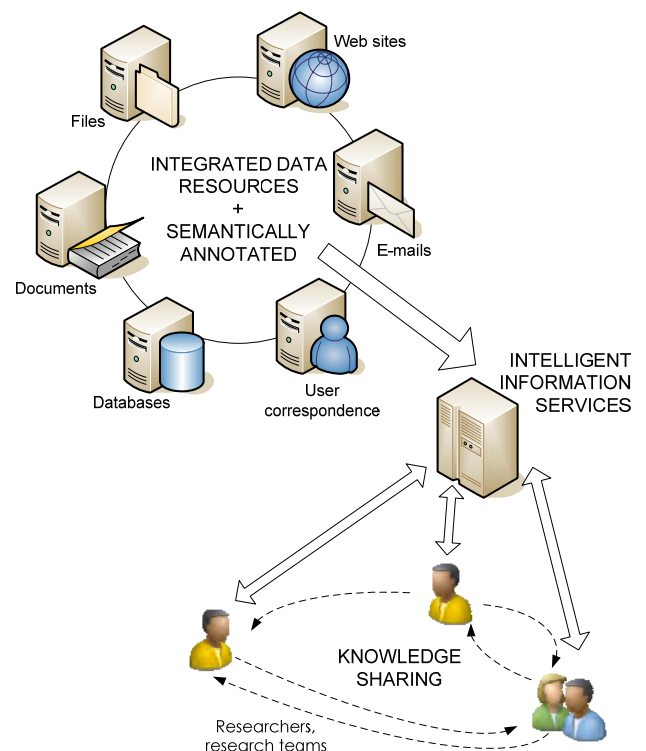 Web sites
Files
INTEGRATED DATA
RESOURCES
+
SEMANTICALLY
ANNOTATED
E-mails
Documents
Databases
User
correspondence
INTELLIGENT
INFORMATION
SERVICES
KNOWLEDGE
SHARING
Researchers,
research teams